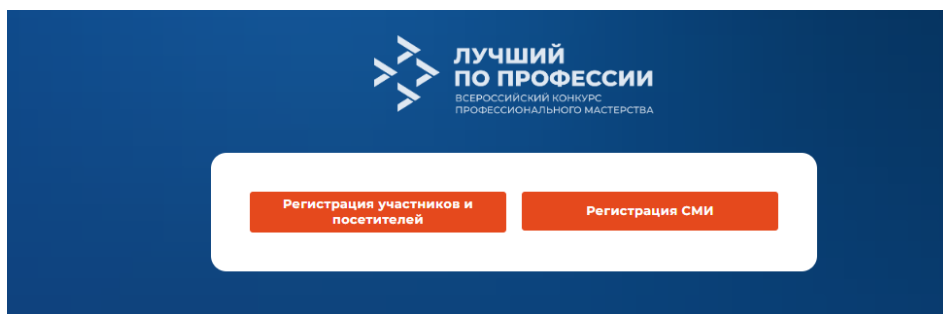 ЛУЧШИЙ
ПО ПРОФЕССИИ
ВСЕРОССИЙСКИЙ КОНКУРС
ПРОФЕССИОНАЛЬНОГО МАСТЕРСТВА
Регистрация участников и
посетителей
Регистрация СМИ